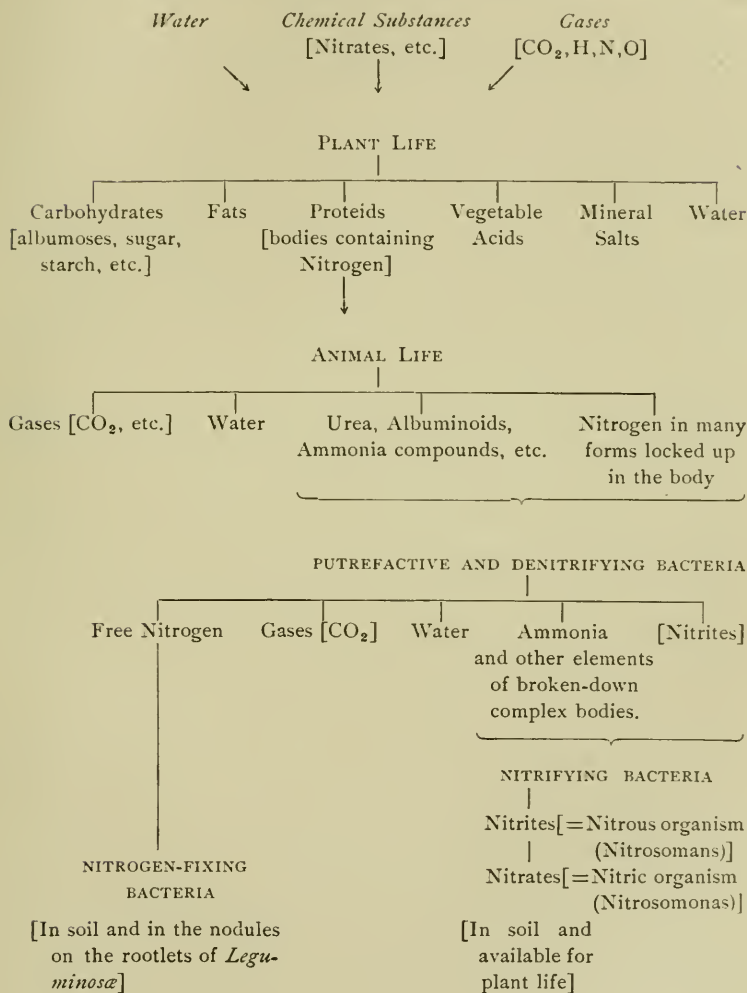 Water Chemical Substances Gases
[Nitrates, etc.] [CO₂, H, N, O]
PLANT LIFE
Carbohydrates Fats Proteids Vegetable Mineral Water
[albumoses, sugar, [bodies containing Acids Salts
starch, etc.] Nitrogen]
ANIMAL LIFE
Gases [CO₂, etc.] Water Urea, Albuminoids, Nitrogen in many
Ammonia compounds, etc. forms locked up
in the body
PUTREFACTIVE AND DENITRIFYING BACTERIA
Free Nitrogen Gases [CO₂] Water Ammonia [Nitrites]
and other elements
of broken-down
complex bodies.
NITRIFYING BACTERIA
Nitrites[=Nitrous organism
(Nitrosomans)]
Nitrates[=Nitric organism
(Nitrosomonas)]
NITROGEN-FIXING
BACTERIA
[In soil and in the nodules
on the rootlets of Legu-
minosæ]
[In soil and
available for
plant life]